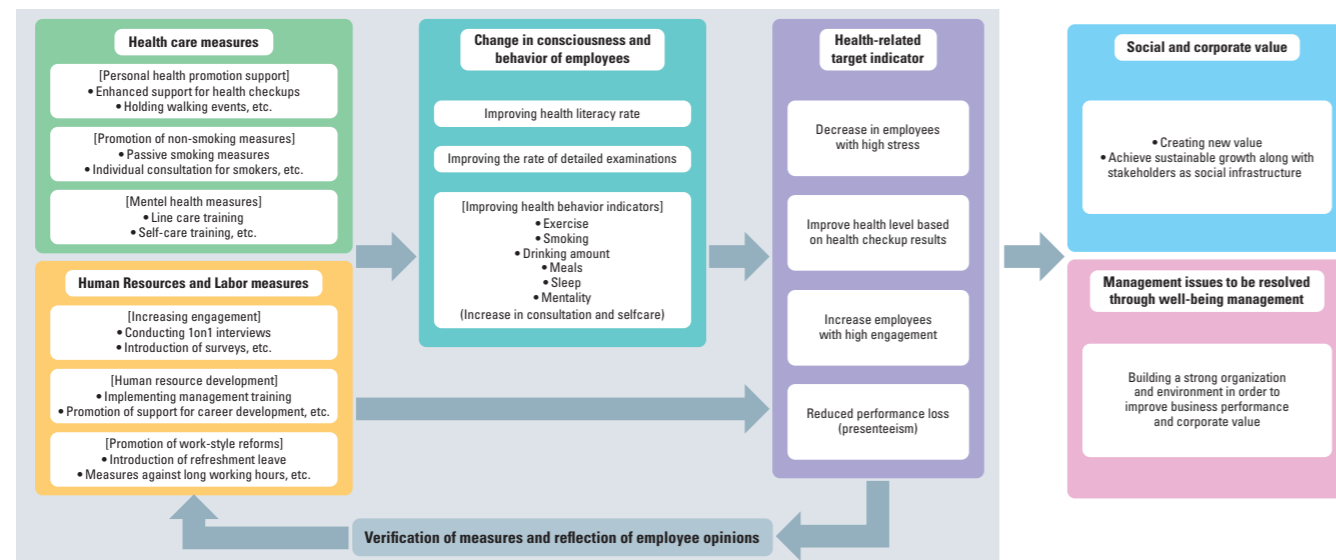 Health care measures
[Personal health promotion support]
• Enhanced support for health checkups
• Holding walking events, etc.
[Promotion of non-smoking measures]
• Passive smoking measures
• Individual consultation for smokers, etc.
[Mental health measures]
• Line care training
• Self-care training, etc.
Human Resources and Labor measures
[Increasing engagement]
• Conducting 1on1 interviews
• Introduction of surveys, etc.
[Human resource development]
• Implementing management training
• Promotion of support for career development, etc.
[Promotion of work-style reforms]
• Introduction of refreshment leave
• Measures against long working hours, etc.
Change in consciousness and
behavior of employees
Improving health literacy rate
Improving the rate of detailed examinations
[Improving health behavior indicators]
• Exercise
• Smoking
• Drinking amount
• Meals
• Sleep
• Mentality
(Increase in consultation and selfcare)
Health-related
target indicator
Decrease in employees
with high stress
Improve health level based
on health checkup results
Increase employees
with high engagement
Reduced performance loss
(presenteeism)
Verification of measures and reflection of employee opinions
Social and corporate value
• Creating new value
• Achieve sustainable growth along with
stakeholders as social infrastructure
Management issues to be resolved
through well-being management
Building a strong organization
and environment in order to
improve business performance
and corporate value